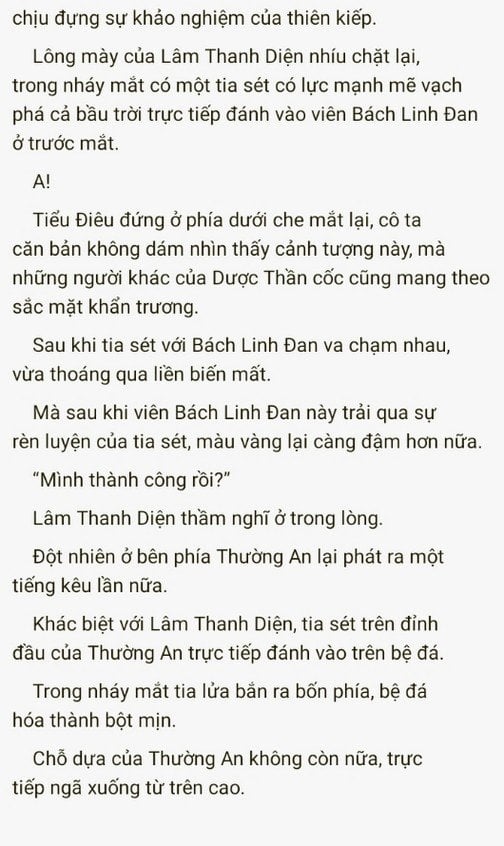 chịu đựng sự khảo nghiệm của thiên kiếp.
Lông mày của Lâm Thanh Diện nhíu chặt lại,
trong nháy mắt có một tia sét có lực mạnh mẽ vạch
phá cả bầu trời trực tiếp đánh vào viên Bách Linh Đan
ở trước mắt.
A!
Tiểu Điêu đứng ở phía dưới che mắt lại, cô ta
căn bản không dám nhìn thấy cảnh tượng này, mà
những người khác của Dược Thần cốc cũng mang theo
sắc mặt khẩn trương.
Sau khi tia sét với Bách Linh Đan va chạm nhau,
vừa thoáng qua liền biến mất.
Mà sau khi viên Bách Linh Đan này trải qua sự
rèn luyện của tia sét, màu vàng lại càng đậm hơn nữa.
“Mình thành công rồi?”
Lâm Thanh Diện thầm nghĩ ở trong lòng.
Đột nhiên ở bên phía Thường An lại phát ra một
tiếng kêu lần nữa.
Khác biệt với Lâm Thanh Diện, tia sét trên đỉnh
đầu của Thường An trực tiếp đánh vào trên bệ đá.
Trong nháy mắt tia lửa bắn ra bốn phía, bệ đá
hóa thành bột mịn.
Chỗ dựa của Thường An không còn nữa, trực
tiếp ngã xuống từ trên cao.